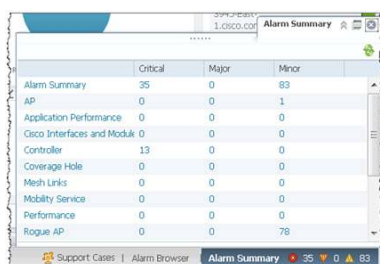 1.cisco.com
Alarm Summary
Critical Major Minor
Alarm Summary 35 0 83
AP 0 0 1
Application Performance 0 0 0
Cisco Interfaces and Modul 0 0 0
Controller 13 0 0
Coverage Hole 0 0 0
Mesh Links 0 0 0
Mobility Service 0 0 0
Performance 0 0 0
Rogue AP 0 0 78
Support Cases | Alarm Browser Alarm Summary 35 0 83